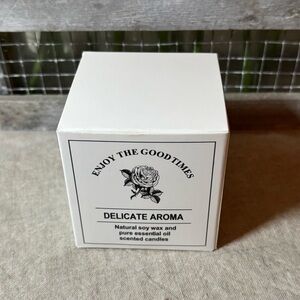 ENJOY THE GOOD TIMES
DELICATE AROMA
Natural soy wax and
pure essential oil
scented candles